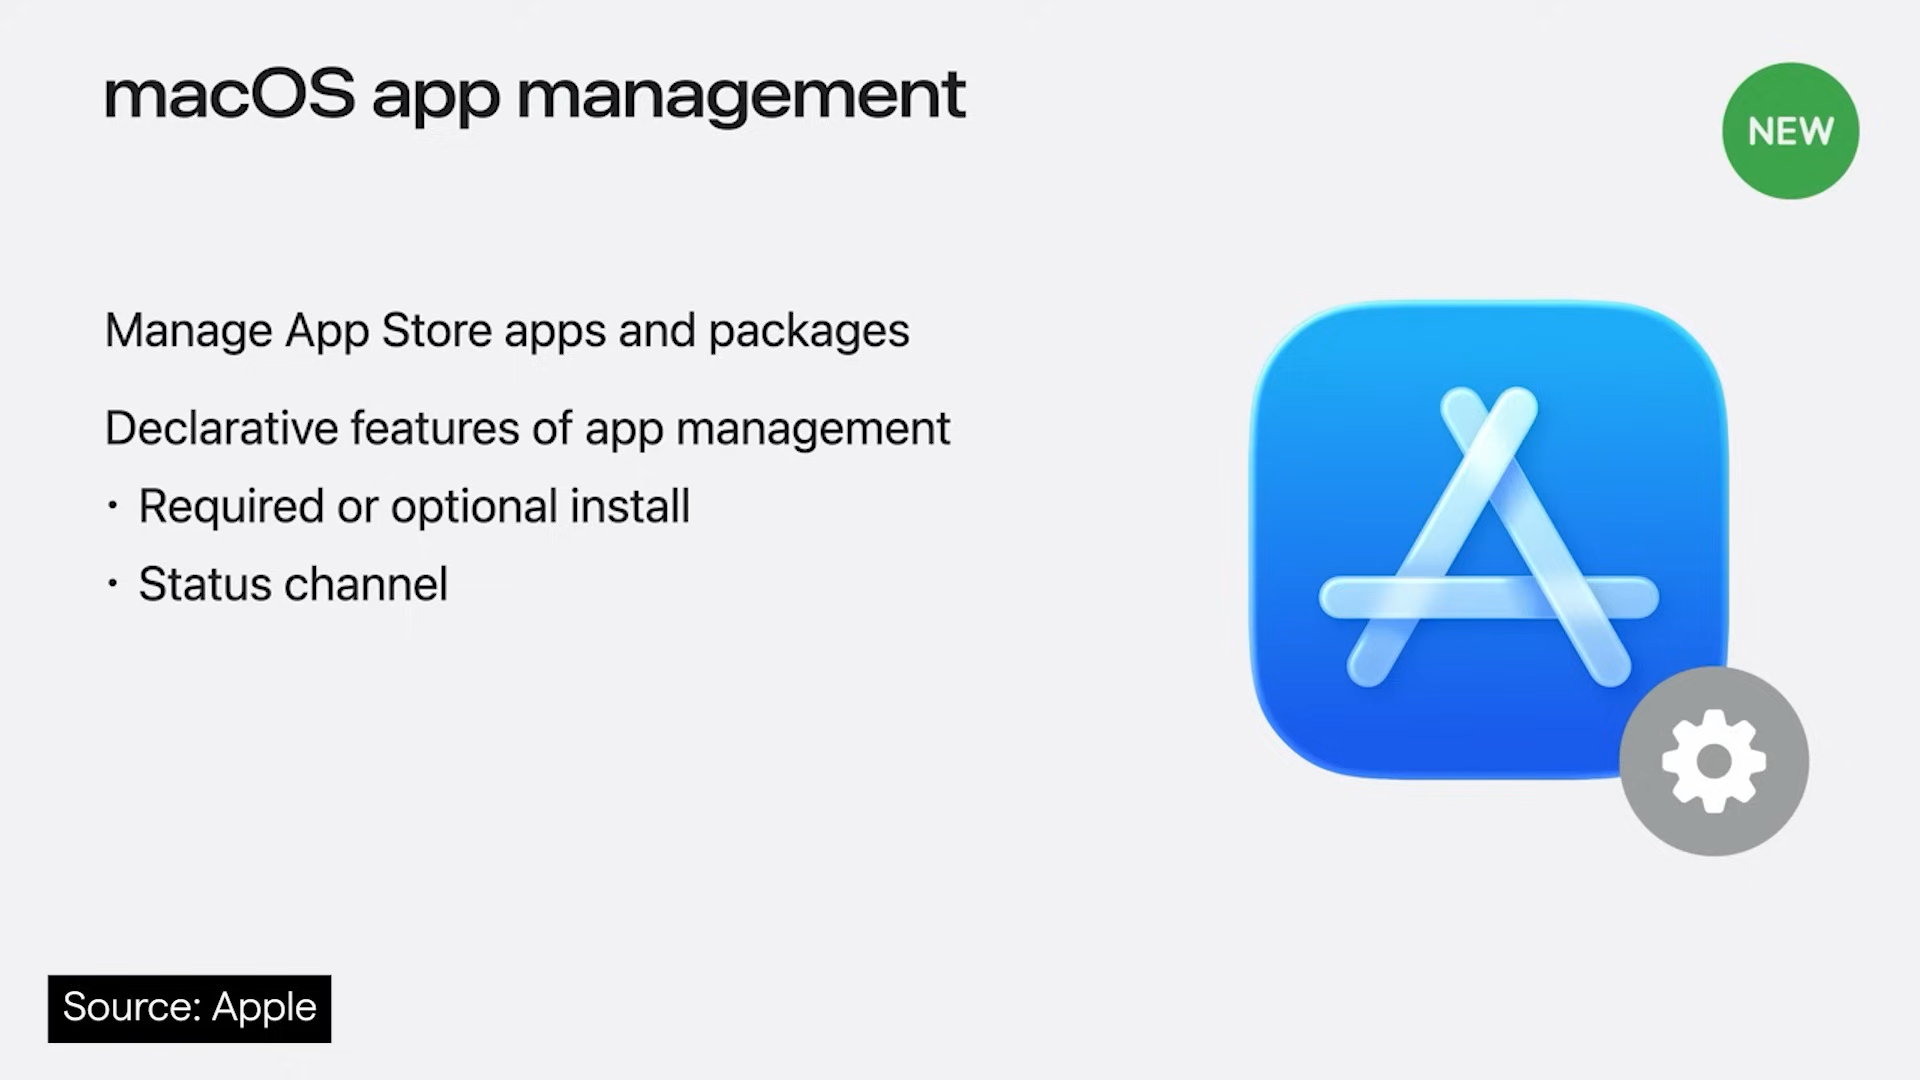 macOS app management
NEW
Manage App Store apps and packages
Declarative features of app management
• Required or optional install
• Status channel
Source: Apple